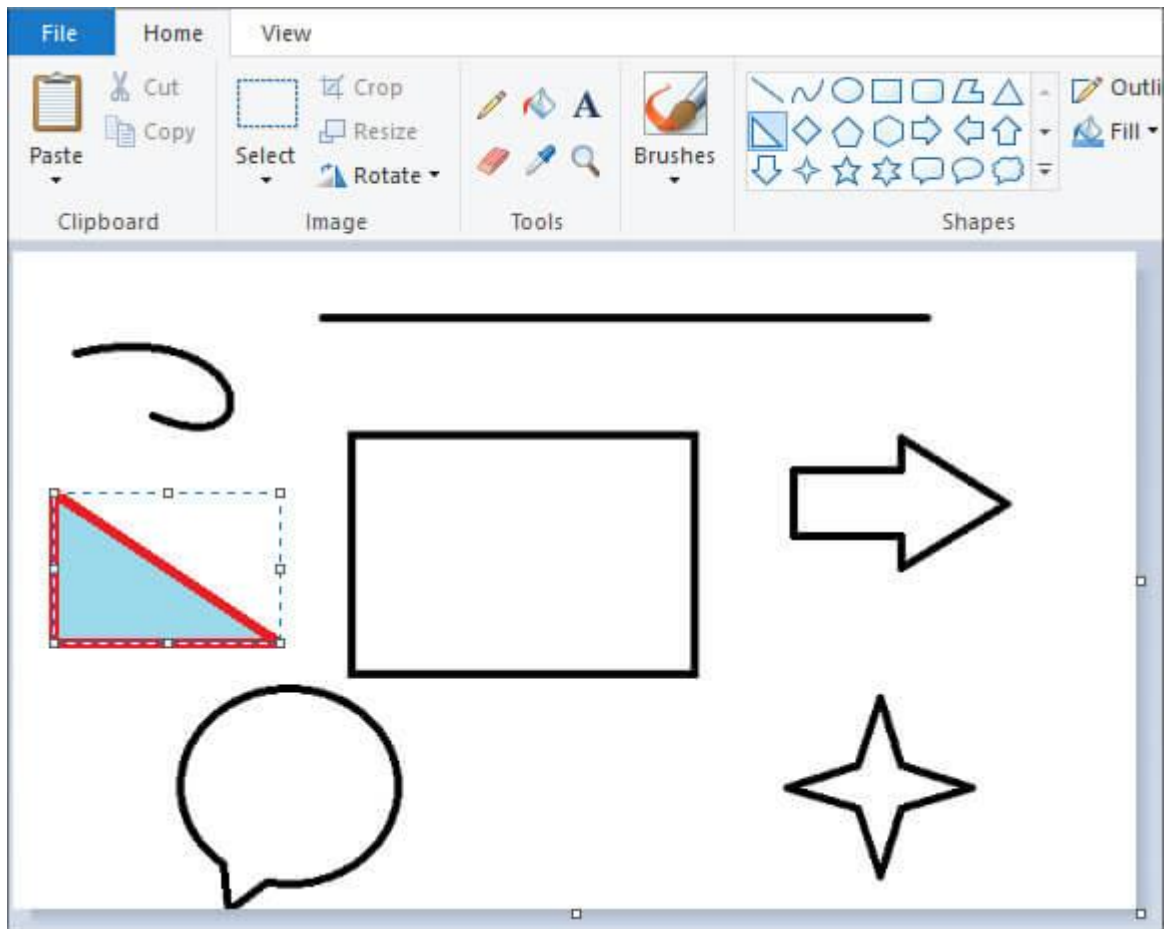 File Home View
Cut Crop Outli
Copy Resize Fill
Paste Select Rotate Brushes
Clipboard Image Tools Shapes